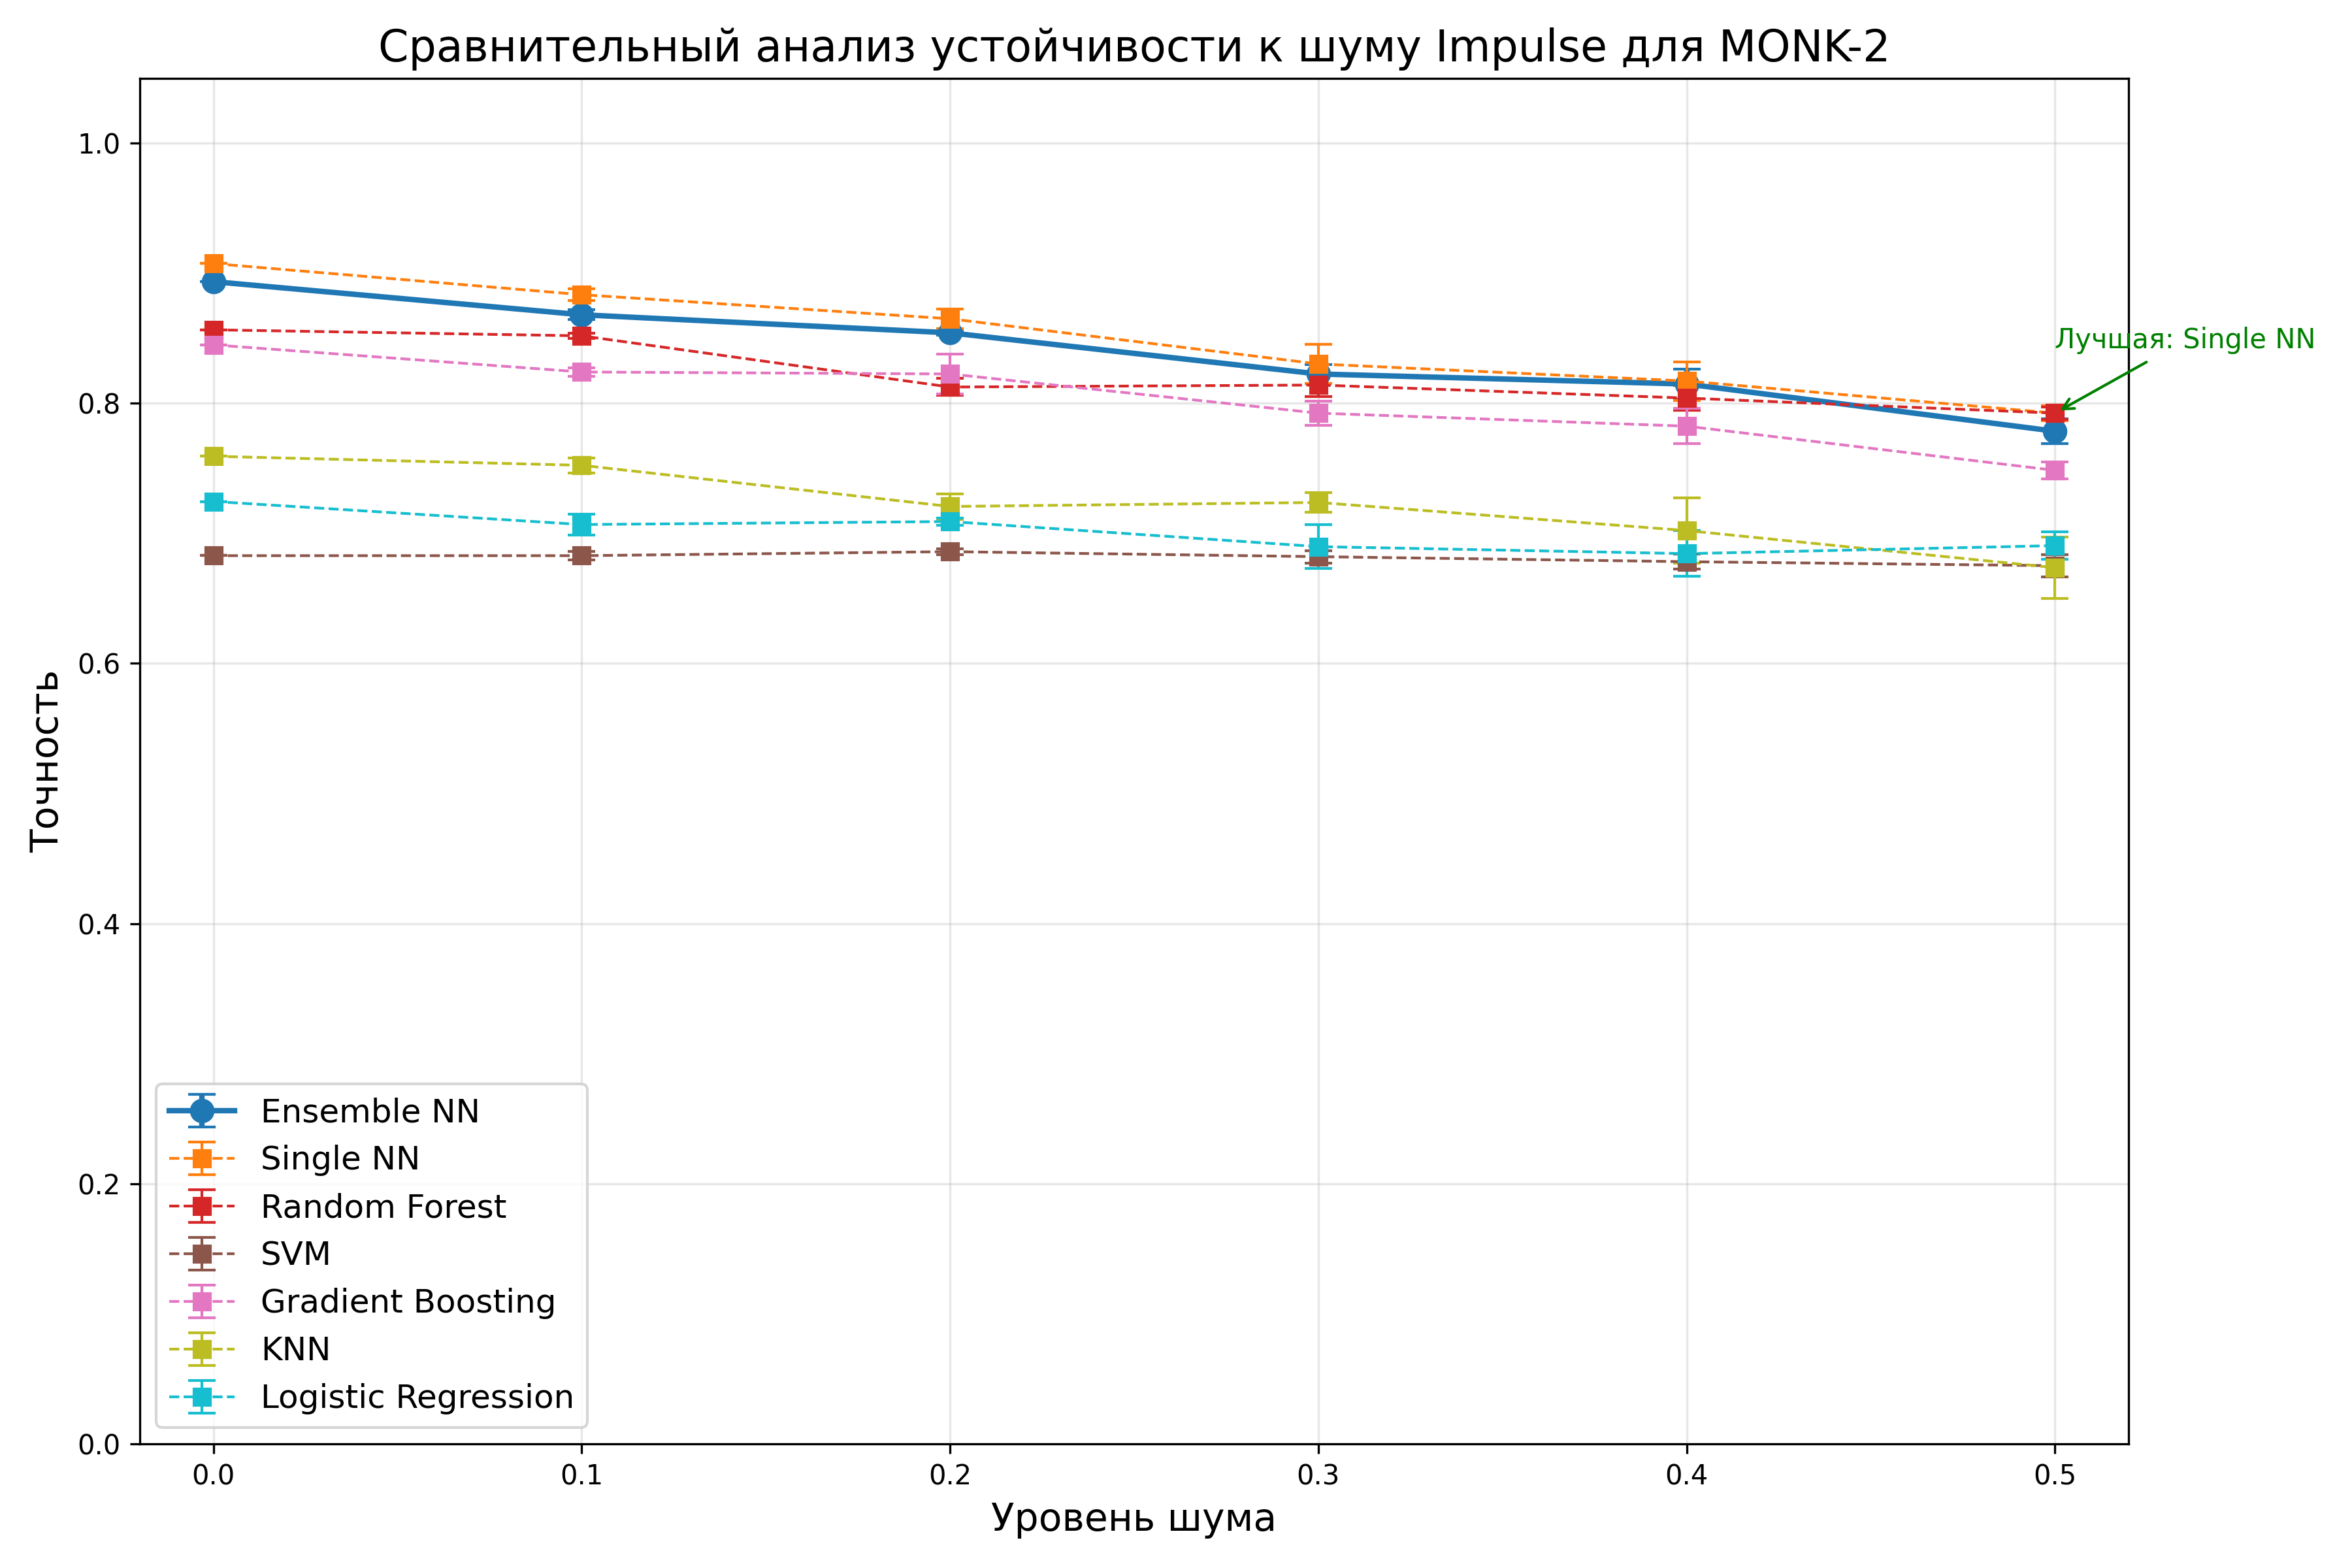 Сравнительный анализ устойчивости к шуму Impulse для MONK-2
Точность
1.0
0.8
0.6
0.4
0.2
0.0
Лучшая: Single NN
Ensemble NN
Single NN
Random Forest
SVM
Gradient Boosting
KNN
Logistic Regression
0.0 0.1 0.2 0.3 0.4 0.5
Уровень шума